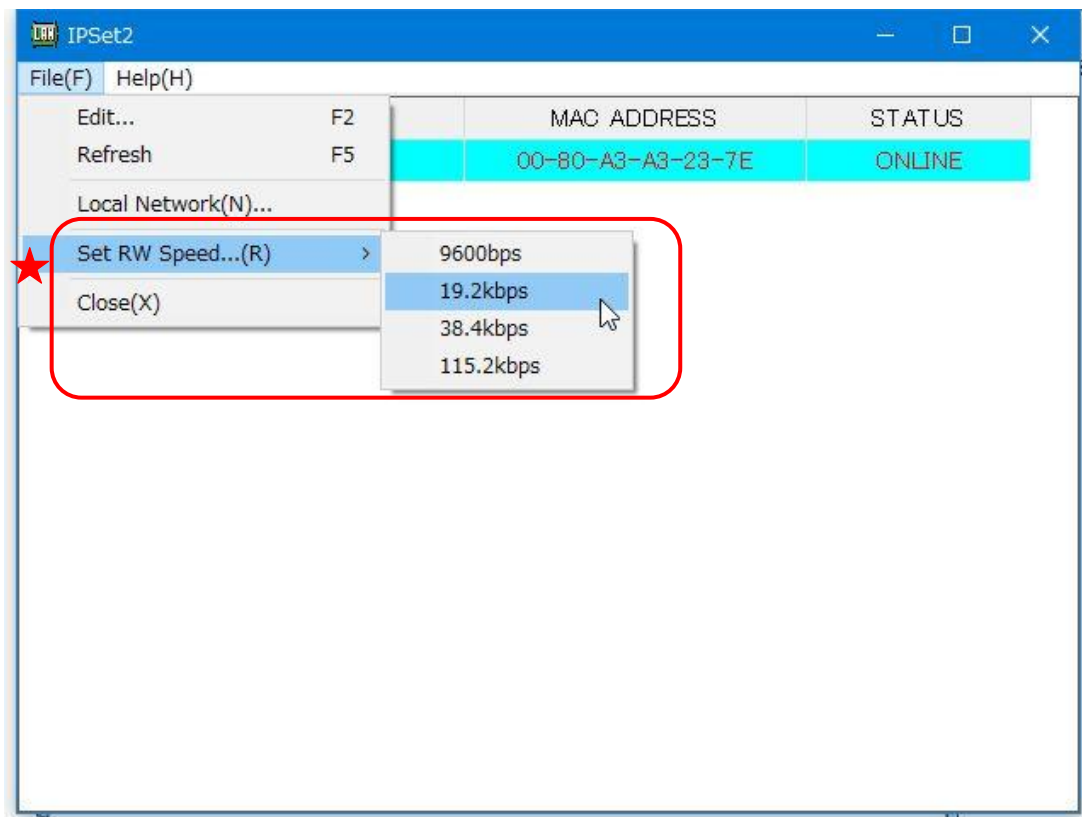 IPSet2
File(F) Help(H)
Edit... F2 MAC ADDRESS STATUS
Refresh F5 00-80-A3-A3-23-7E ONLINE
Local Network(N)...
Set RW Speed...(R) > 9600bps
19.2kbps
Close(X)
38.4kbps
115.2kbps